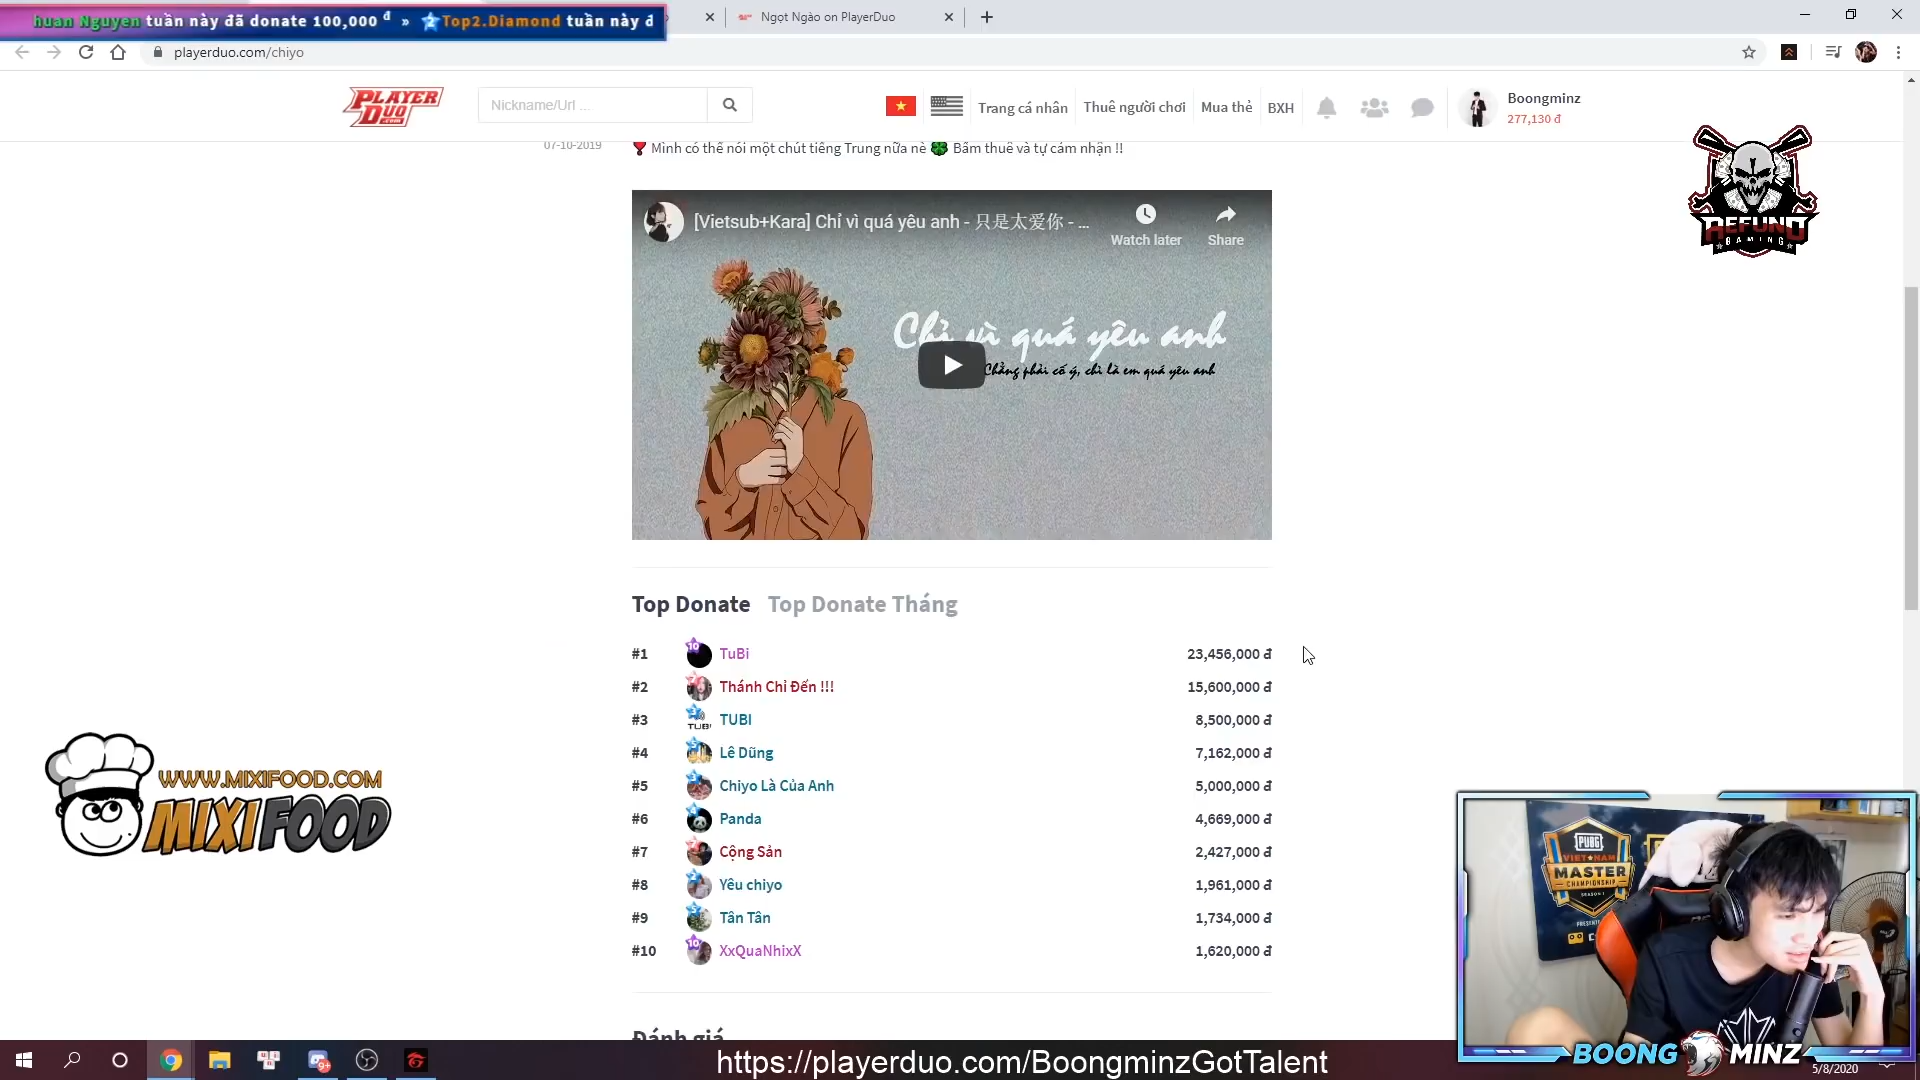 huan Nguyen tuần này đã donate 100,000 đ » 2 Top2.Diamond tuần này đ
Ngọt Ngào on PlayerDuo
playerduo.com/chiyo
PLAYER DUO .com
Nickname/Url ...
Trang cá nhân
Thuê người chơi
Mua thẻ
BXH
Boongminz
277,130 đ
07-10-2019
Mình có thể nói một chút tiếng Trung nữa nè
Bấm thuê và tự cảm nhận !!
REFUND
GAMING
[Vietsub+Kara] Chỉ vì quá yêu anh - 只是太爱你 - ...
Watch later
Share
Chỉ vì quá yêu anh
Chẳng phải cố ý, chỉ là em quá yêu anh
Top Donate
Top Donate Tháng
#1 10 TuBi 23,456,000 đ
#2 Thánh Chỉ Đến !!! 15,600,000 đ
#3 TUBI 8,500,000 đ
#4 Lê Dũng 7,162,000 đ
#5 Chiyo Là Của Anh 5,000,000 đ
#6 Panda 4,669,000 đ
#7 Cộng Sản 2,427,000 đ
#8 Yêu chiyo 1,961,000 đ
#9 Tân Tân 1,734,000 đ
#10 10 XxQuaNhixX 1,620,000 đ
Đánh giá
WWW.MIXIFOOD.COM
MIXIFOOD
PUBG
VIETNAM
MASTER
CHAMPIONSHIP
SEASON 1
BOONG MINZ
https://playerduo.com/BoongminzGotTalent
5/8/2020